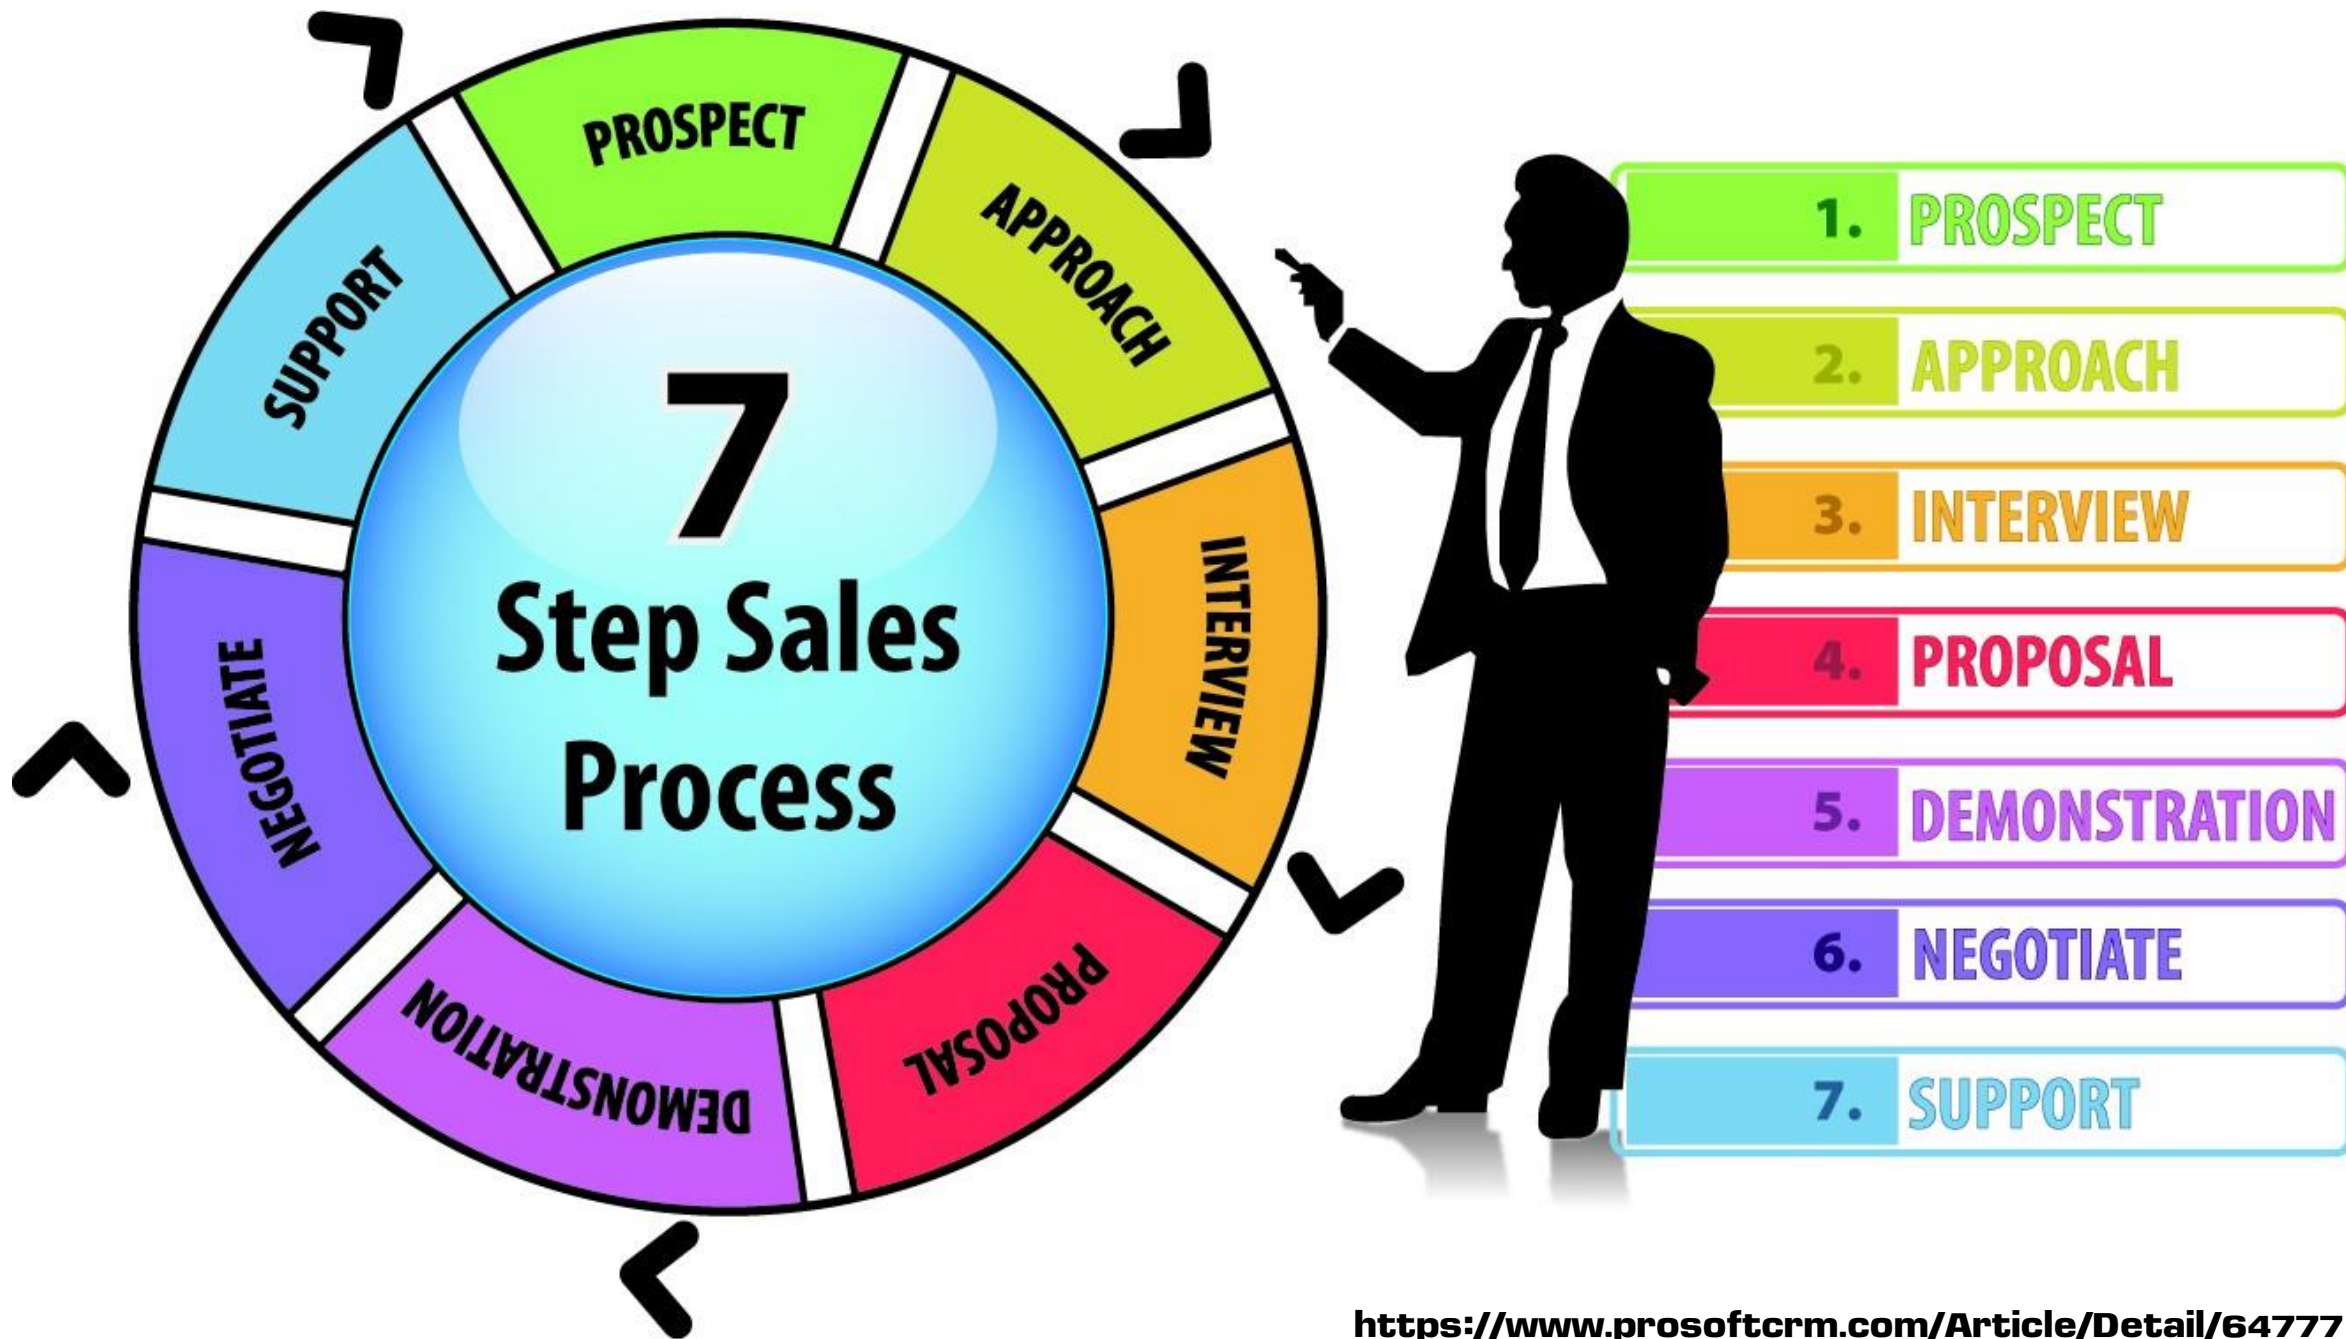 PROSPECT
APPROACH
INTERVIEW
PROPOSAL
DEMONSTRATION
NEGOTIATE
SUPPORT
7
Step Sales
Process
1. PROSPECT
2. APPROACH
3. INTERVIEW
4. PROPOSAL
5. DEMONSTRATION
6. NEGOTIATE
7. SUPPORT
https://www.prosoftcrm.com/Article/Detail/64777